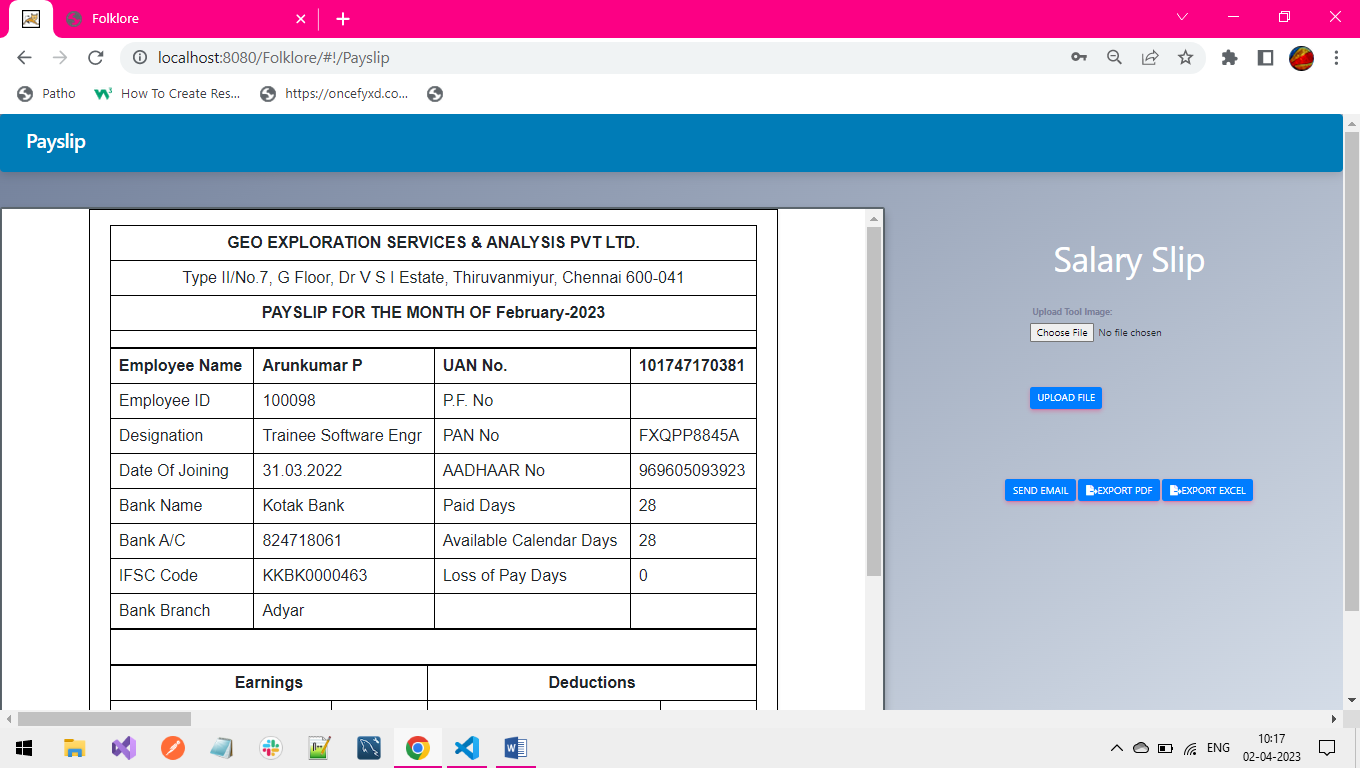 Folklore
localhost:8080/Folklore/#!/Payslip
Patho How To Create Res... https://oncefyxd.co...
Payslip
GEO EXPLORATION SERVICES & ANALYSIS PVT LTD.
Type II/No.7, G Floor, Dr V S I Estate, Thiruvanmiyur, Chennai 600-041
PAYSLIP FOR THE MONTH OF February-2023
Employee Name Arunkumar P UAN No. 101747170381
Employee ID 100098 P.F. No
Designation Trainee Software Engr PAN No FXQPP8845A
Date Of Joining 31.03.2022 AADHAAR No 969605093923
Bank Name Kotak Bank Paid Days 28
Bank A/C 824718061 Available Calendar Days 28
IFSC Code KKBK0000463 Loss of Pay Days 0
Bank Branch Adyar
Earnings Deductions
Salary Slip
Upload Tool Image:
Choose File No file chosen
UPLOAD FILE
SEND EMAIL EXPORT PDF EXPORT EXCEL
ENG 10:17
02-04-2023